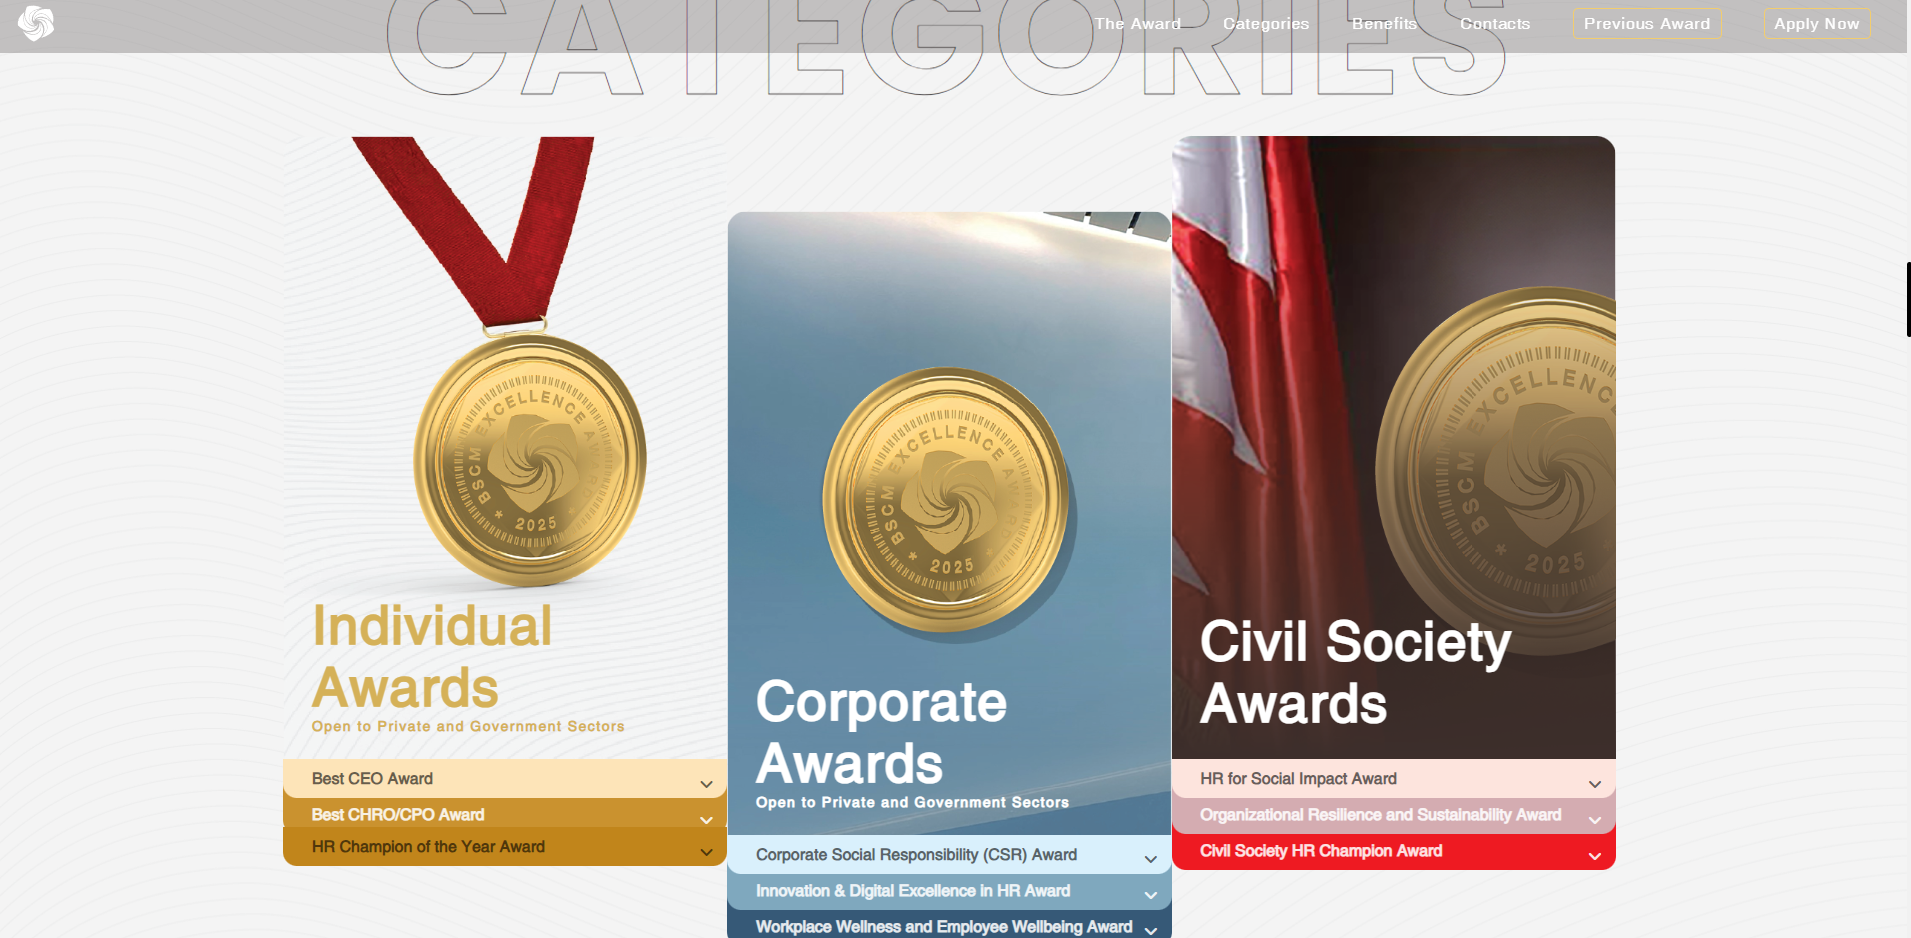 CATEGORIES
The Award
Categories
Benefits
Contacts
Previous Award
Apply Now
BSCM EXCELLENCE AWARDS
* 2025 *
Individual
Awards
Open to Private and Government Sectors
Best CEO Award
Best CHRO/CPO Award
HR Champion of the Year Award
BSCM EXCELLENCE AWARDS
* 2025 *
Corporate
Awards
Open to Private and Government Sectors
Corporate Social Responsibility (CSR) Award
Innovation & Digital Excellence in HR Award
Workplace Wellness and Employee Wellbeing Award
BSCM EXCELLENCE
* 2025
Civil Society
Awards
HR for Social Impact Award
Organizational Resilience and Sustainability Award
Civil Society HR Champion Award